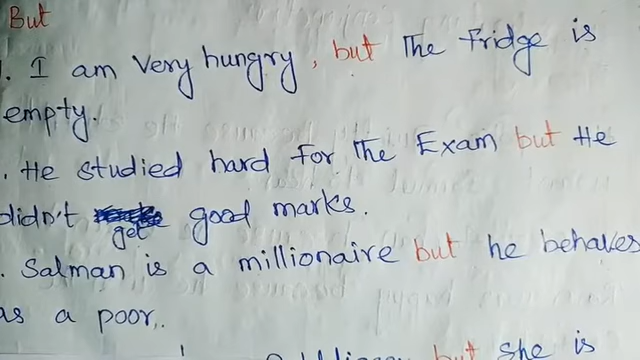 But
. I am very hungry, but The Fridge is
empty.
. He studied hard for The Exam but He
didn't get good marks.
. Salman is a millionaire but he behaves
as a poor.
but she is